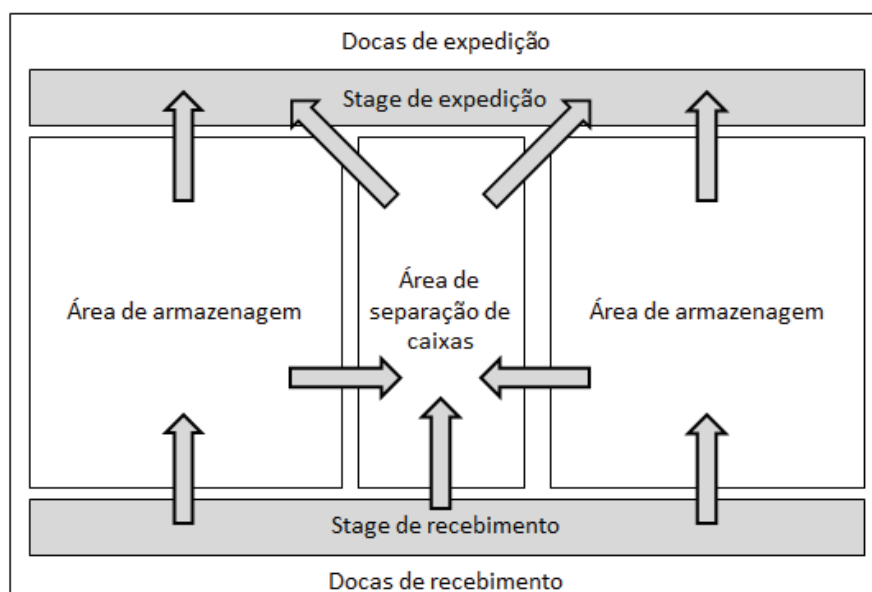 Docas de expedição
Stage de expedição
Área de armazenagem
Área de
separação de
caixas
Área de armazenagem
Stage de recebimento
Docas de recebimento